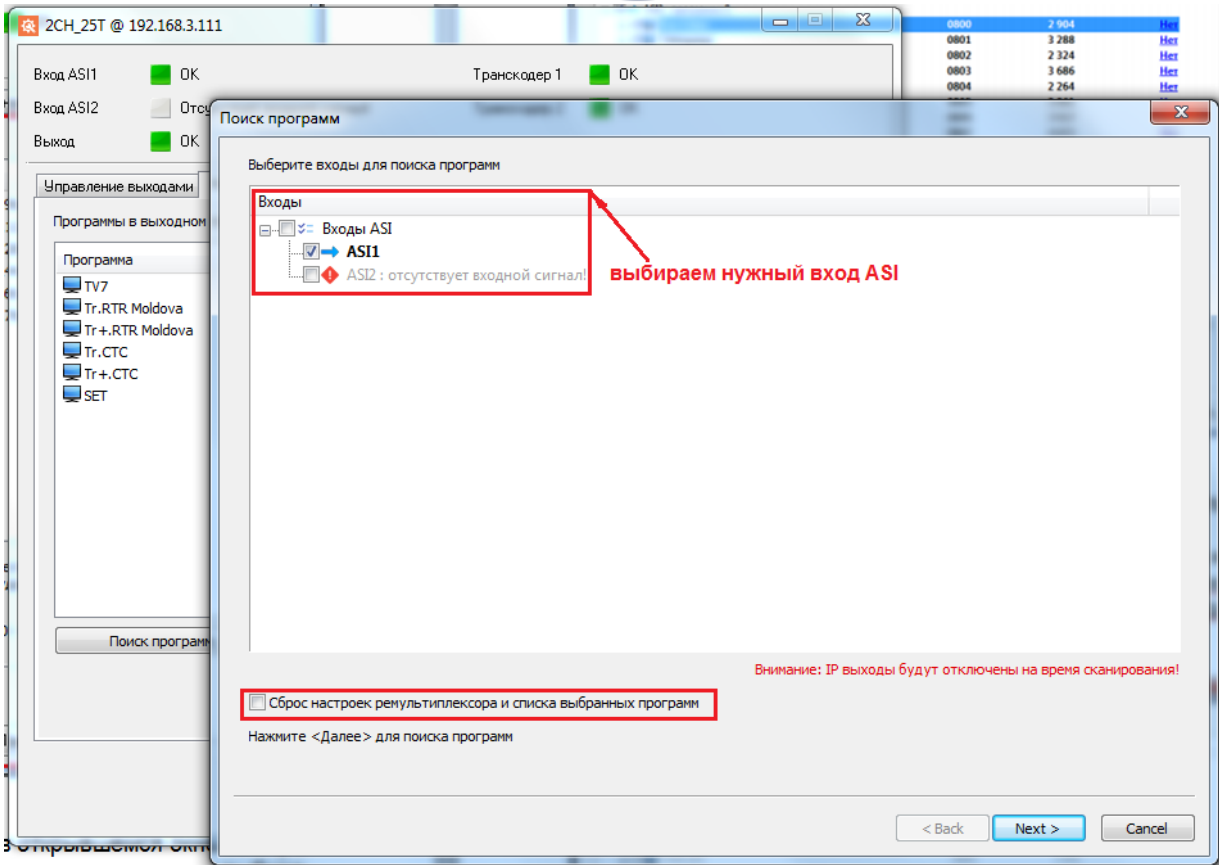 2CH_25T @ 192.168.3.111
0800 2 904 Нет
0801 3 288 Нет
0802 2 324 Нет
0803 3 686 Нет
0804 2 264 Нет
Вход ASI1 OK Транскодер 1 OK
Вход ASI2
Выход OK
Поиск программ
Выберите входы для поиска программ
Управление выходами
Программы в выходном
Программа
TV7
Tr.RTR Moldova
Tr+.RTR Moldova
Tr.СТС
Tr+.СТС
SET
Поиск программ
Входы
Входы ASI
ASI1
ASI2 : отсутствует входной сигнал!
выбираем нужный вход ASI
Внимание: IP выходы будут отключены на время сканирования!
Сброс настроек ремультиплексора и списка выбранных программ
Нажмите <Далее> для поиска программ
< Back Next > Cancel